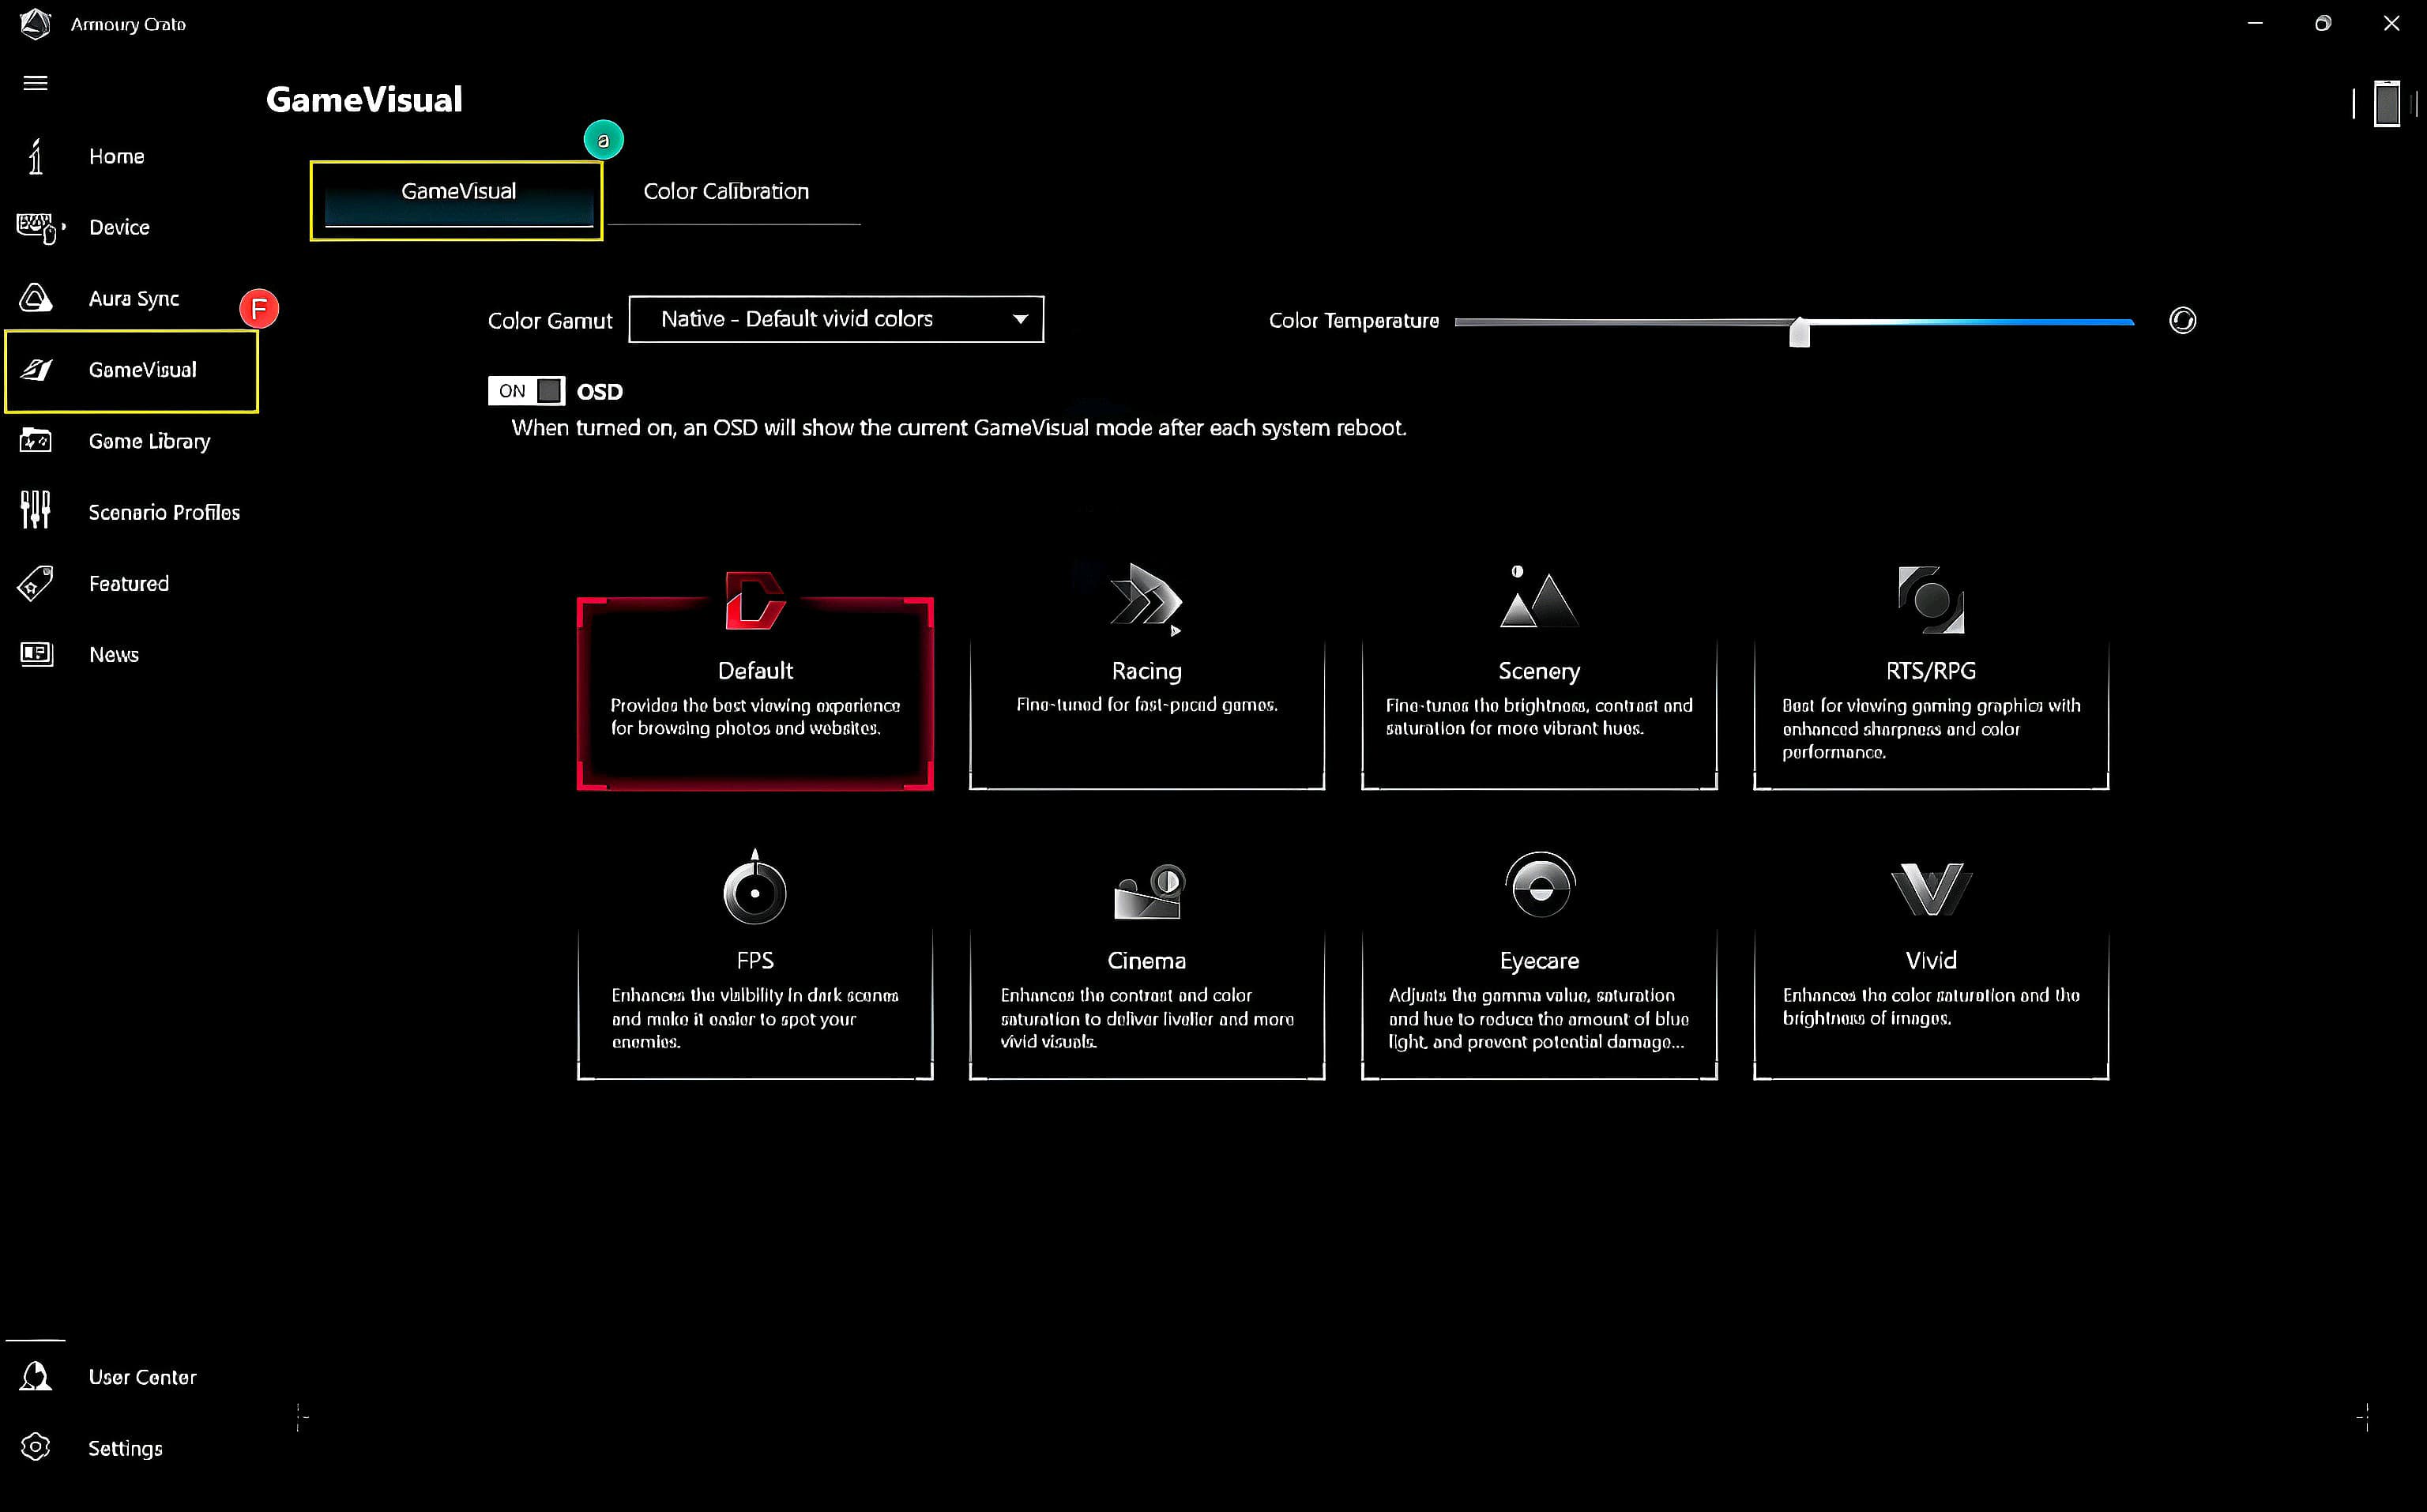 Armoury Crate
GameVisual
Home
a
GameVisual
Color Calibration
Device
Aura Sync
F
Color Gamut
Native - Default vivid colors
Color Temperature
GameVisual
ON
OSD
When turned on, an OSD will show the current GameVisual mode after each system reboot.
Game Library
Scenario Profiles
Featured
News
Default
Provides the best viewing experience
for browsing photos and websites.
Racing
Fine-tuned for fast-paced games.
Scenery
Fine-tunes the brightness, contrast and
saturation for more vibrant hues.
RTS/RPG
Best for viewing gaming graphics with
enhanced sharpness and color
performance.
FPS
Enhances the visibility in dark scenes
and make it easier to spot your
enemies.
Cinema
Enhances the contrast and color
saturation to deliver livelier and more
vivid visuals.
Eyecare
Adjusts the gamma value, saturation
and hue to reduce the amount of blue
light, and prevent potential damage...
Vivid
Enhances the color saturation and the
brightness of images.
User Center
Settings